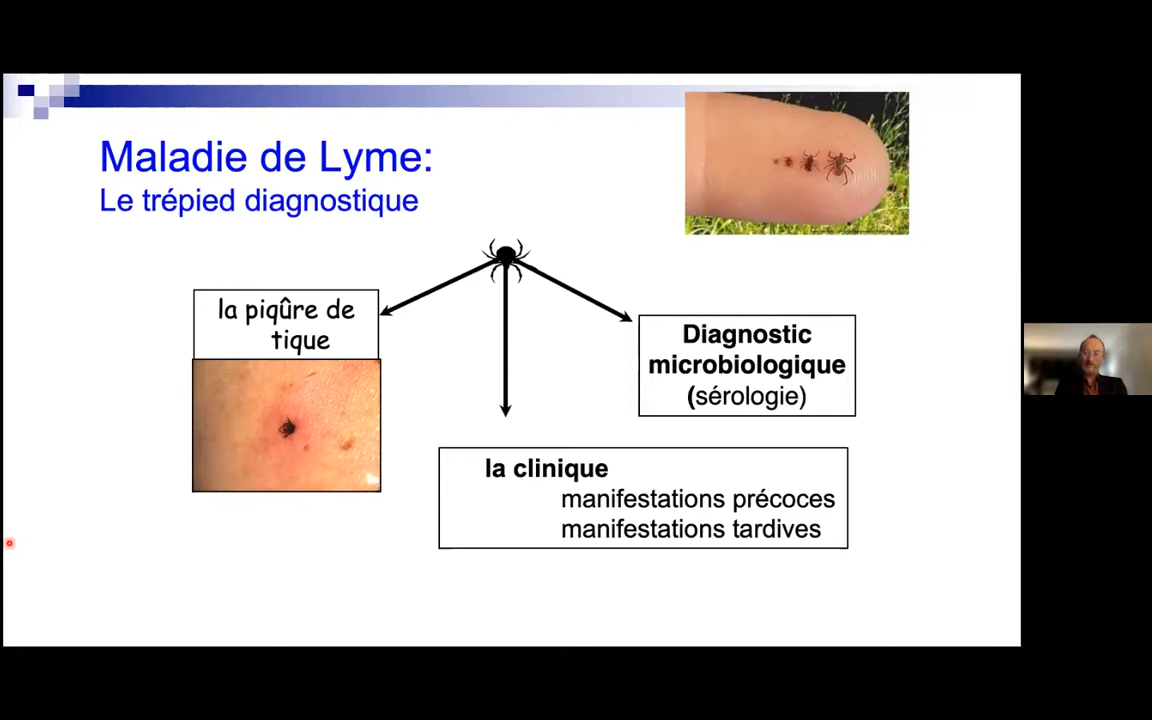 Maladie de Lyme:
Le trépied diagnostique
la piqûre de
tique
Diagnostic
microbiologique
(sérologie)
la clinique
manifestations précoces
manifestations tardives